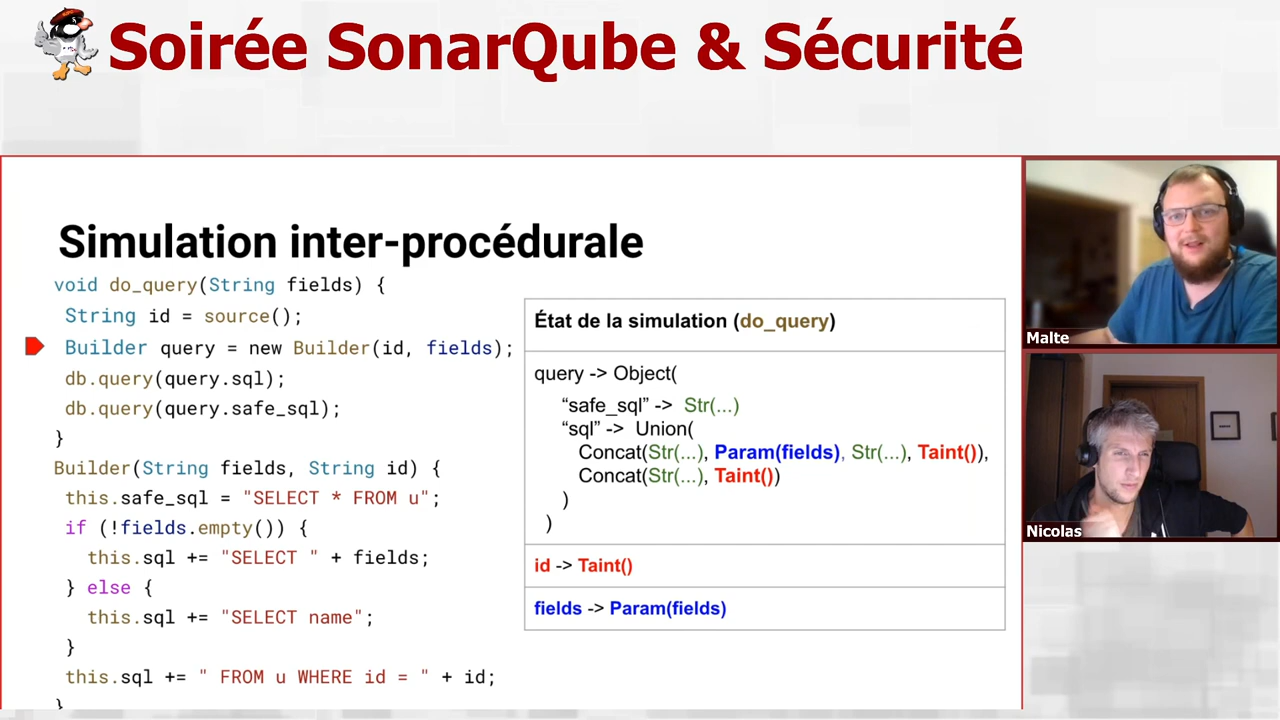 Soirée SonarQube & Sécurité
Simulation inter-procédurale
void do_query(String fields) {
String id = source();
Builder query = new Builder(id, fields);
db.query(query.sql);
db.query(query.safe_sql);
}
Builder(String fields, String id) {
this.safe_sql = "SELECT * FROM u";
if (!fields.empty()) {
this.sql += "SELECT " + fields;
} else {
this.sql += "SELECT name";
}
this.sql += " FROM u WHERE id = " + id;
}
État de la simulation (do_query)
query -> Object(
“safe_sql” -> Str(...)
“sql” -> Union(
Concat(Str(...), Param(fields), Str(...), Taint()),
Concat(Str(...), Taint())
)
)
id -> Taint()
fields -> Param(fields)
Malte
Nicolas